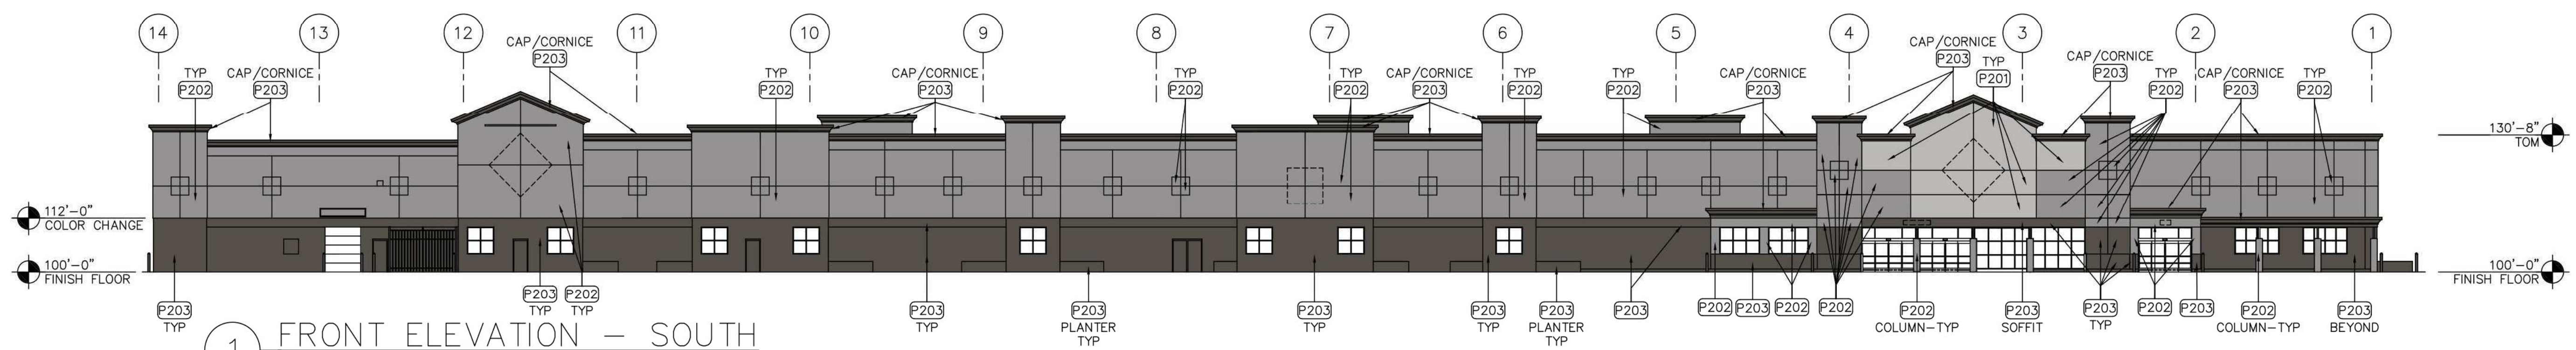 14 13 12 11 10 9 8 7 6 5 4 3 2 1
CAP/CORNICE CAP/CORNICE
P203 P203
TYP CAP/CORNICE TYP CAP/CORNICE TYP TYP CAP/CORNICE TYP TYP CAP/CORNICE TYP CAP/CORNICE TYP CAP/CORNICE TYP
P202 P203 P202 P203 P202 P202 P203 P202 P202 P203 P201 P203 P202 P203 P202
130'-8"
TOM
112'-0"
COLOR CHANGE
100'-0" 100'-0"
FINISH FLOOR FINISH FLOOR
P203 P202
TYP TYP
P203 P203 P203 P203 P203 P203 P203 P202 P203 P202 P202 P202 P203 P203 P202 P203 P202 P203
TYP TYP PLANTER TYP TYP PLANTER COLUMN-TYP SOFFIT TYP COLUMN-TYP BEYOND
TYP TYP
1 FRONT ELEVATION - SOUTH